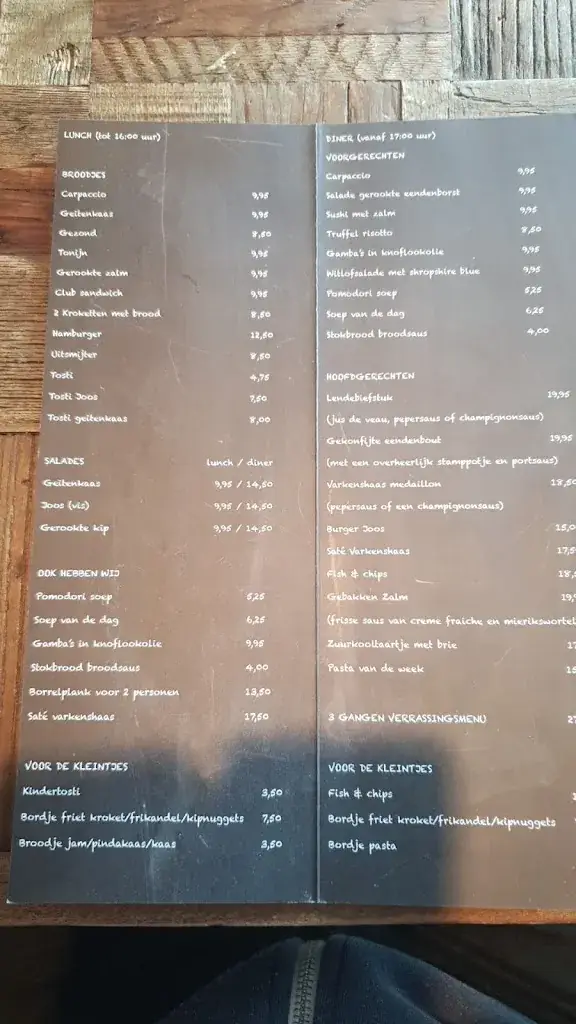 LUNCH (tot 16:00 uur)
BROODJES
Carpaccio 9,95
Geitenkaas 9,95
Gezond 8,50
Tonijn 9,95
Gerookte zalm 9,95
Club sandwich 9,95
2 Kroketten met brood 8,50
Hamburger 12,50
Uitsmijter 8,50
Tosti 4,75
Tosti Joos 7,50
Tosti geitenkaas 8,00
SALADES lunch / diner
Geitenkaas 9,95 / 14,50
Joos (vis) 9,95 / 14,50
Gerookte kip 9,95 / 14,50
OOK HEBBEN WIJ
Pomodori soep 5,25
Soep van de dag 6,25
Gamba's in knoflookolie 9,95
Stokbrood broodsaus 4,00
Borrelplank voor 2 personen 13,50
Saté varkenshaas 17,50
VOOR DE KLEINTJES
Kindertosti 3,50
Bordje friet kroket/frikandel/kipnuggets 7,50
Broodje jam/pindakaas/kaas 3,50
DINER (vanaf 17:00 uur)
VOORGERECHTEN
Carpaccio 9,95
Salade gerookte eendenborst 9,95
Sushi met zalm 9,95
Truffel risotto 8,50
Gamba's in knoflookolie 9,95
Witlofsalade met shropshire blue 9,95
Pomodori soep 5,25
Soep van de dag 6,25
Stokbrood broodsaus 4,00
HOOFDGERECHTEN
Lendebiefstuk 19,95
(jus de veau, pepersaus of champignonsaus)
Gekonfijte eendenbout 19,95
(met een overheerlijk stamppotje en portsaus)
Varkenshaas medaillon 18,50
(pepersaus of een champignonsaus)
Burger Joos 15,0
Saté Varkenshaas 17,5
Fish & chips 18,
Gebakken Zalm 19,
(frisse saus van creme fraiche en mierikswortel
Zuurkooltaartje met brie 17
Pasta van de week 16
3 GANGEN VERRASSINGSMENU 27
VOOR DE KLEINTJES
Fish & chips
Bordje friet kroket/frikandel/kipnuggets
Bordje pasta